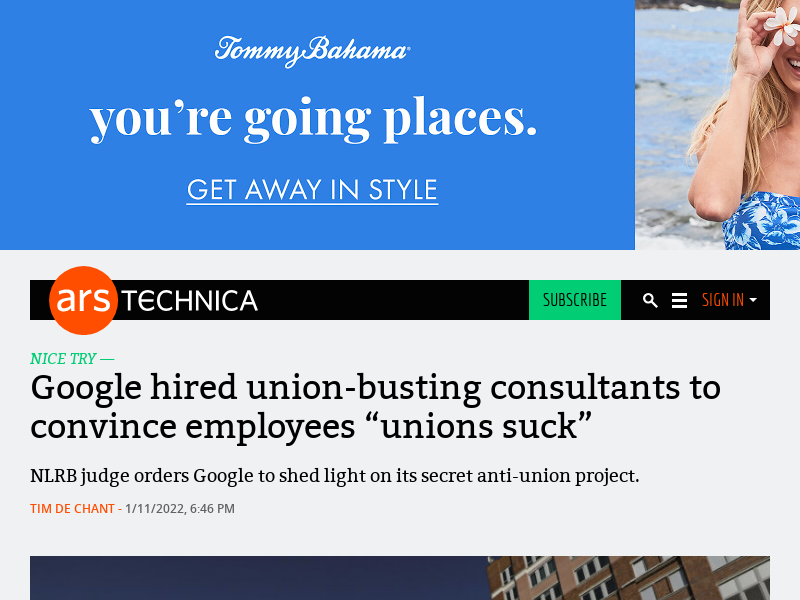 Tommy Bahama
you’re going places.
GET AWAY IN STYLE
ars TECHNICA
SUBSCRIBE
SIGN IN
NICE TRY —
Google hired union-busting consultants to
convince employees “unions suck”
NLRB judge orders Google to shed light on its secret anti-union project.
TIM DE CHANT - 1/11/2022, 6:46 PM